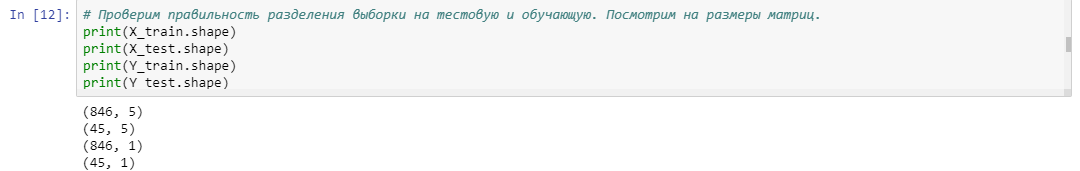 In [12]: # Проверим правильность разделения выборки на тестовую и обучающую. Посмотрим на размеры матриц.
print(X_train.shape)
print(X_test.shape)
print(Y_train.shape)
print(Y test.shape)
(846, 5)
(45, 5)
(846, 1)
(45, 1)